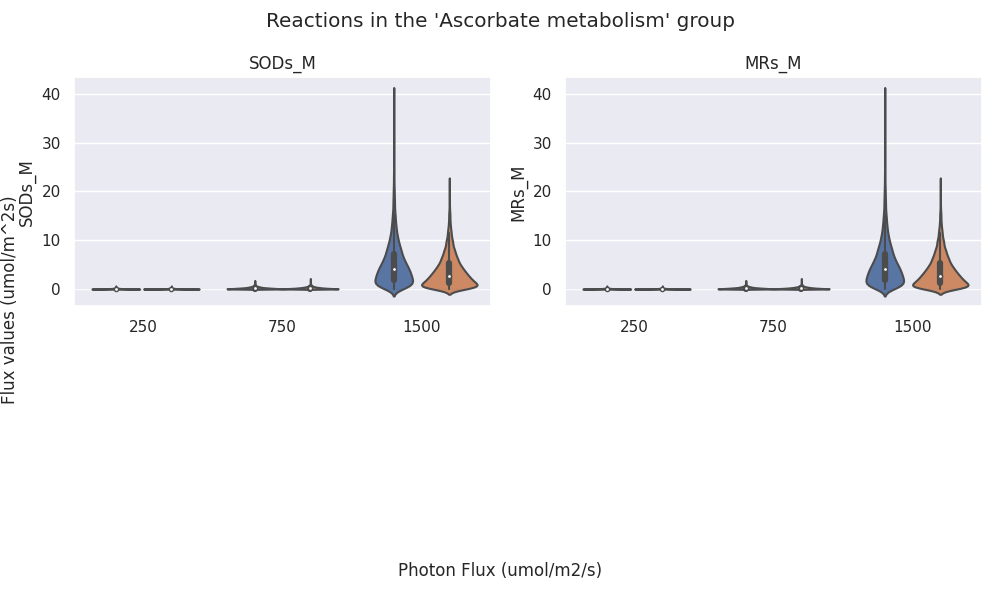 Reactions in the 'Ascorbate metabolism' group
SODs_M
40
30
20
10
0
SODs_M
Flux values (umol/m^2s)
250 750 1500
MRs_M
40
30
20
10
0
MRs_M
250 750 1500
Photon Flux (umol/m2/s)